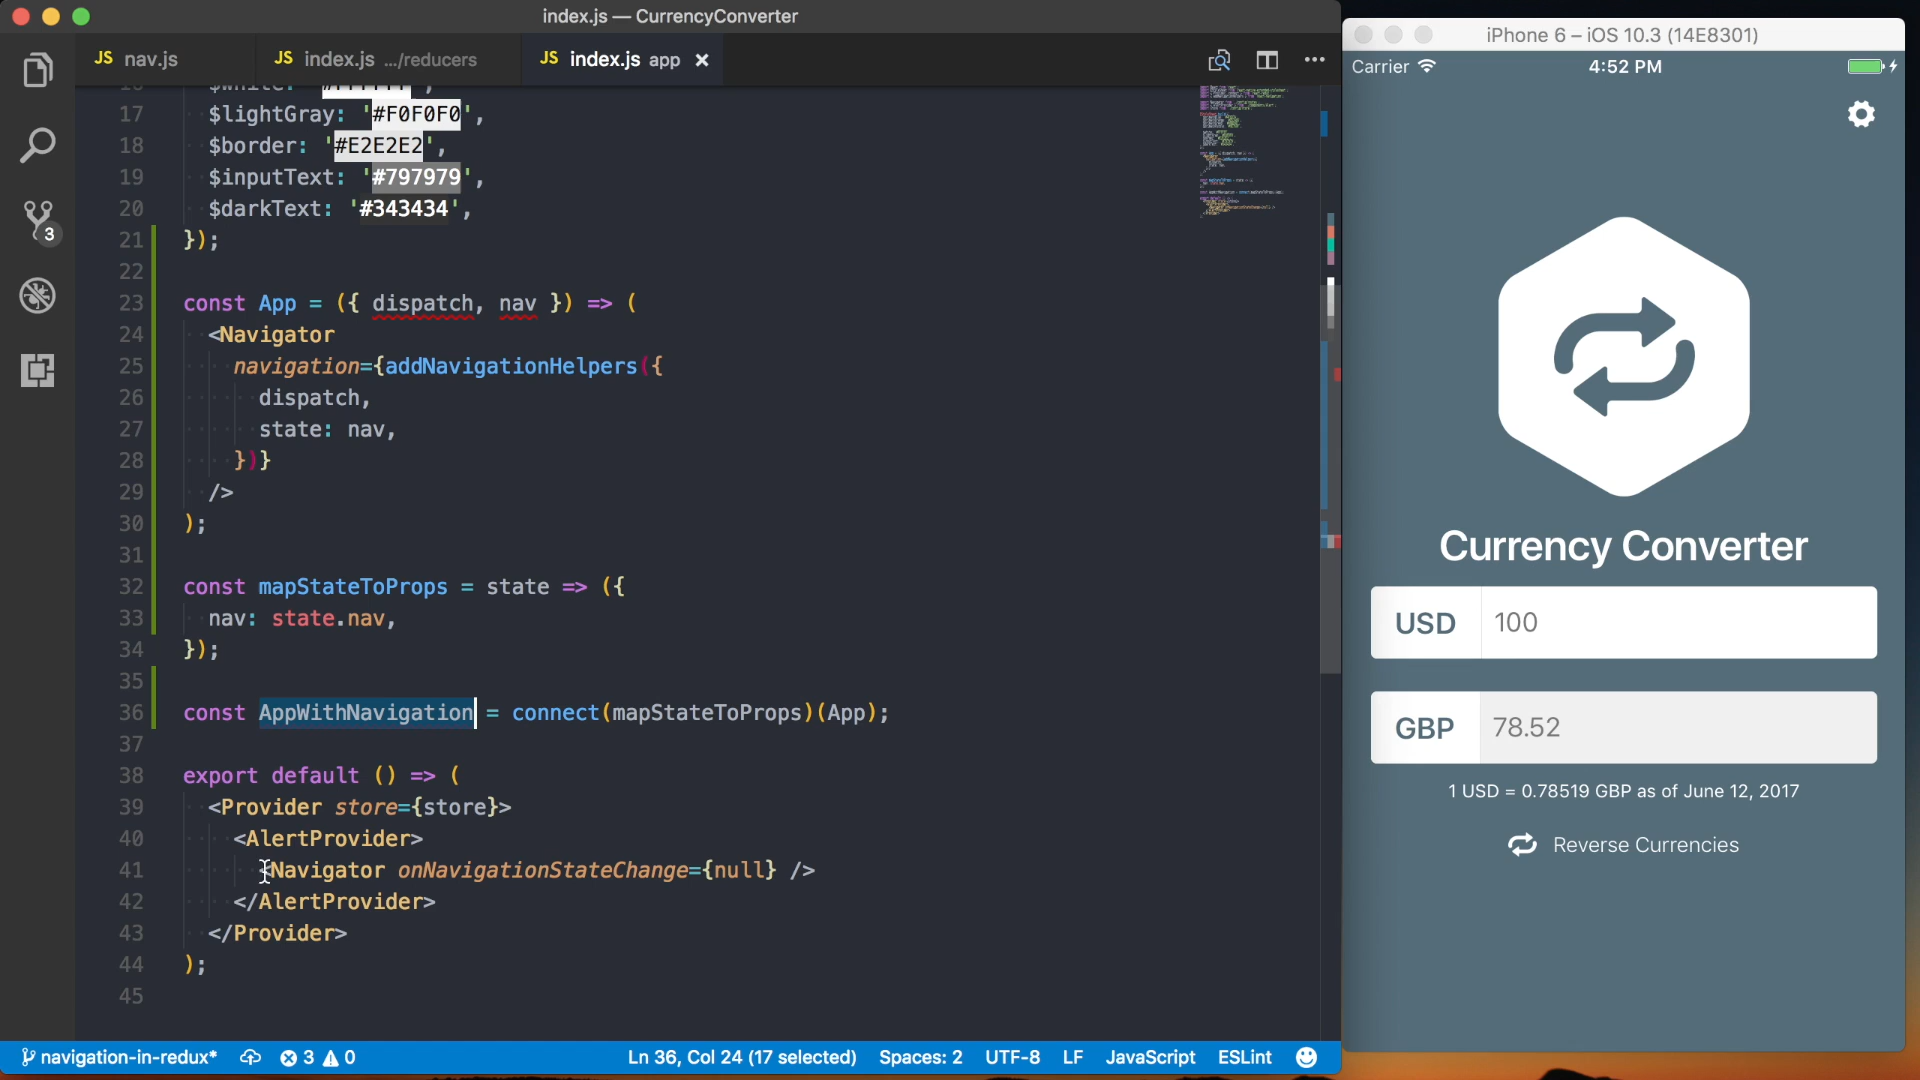 index.js — CurrencyConverter
JS nav.js
JS index.js .../reducers
JS index.js app ×
17 $lightGray: '#F0F0F0',
18 $border: '#E2E2E2',
19 $inputText: '#797979',
20 $darkText: '#343434',
21 });
22
23 const App = ({ dispatch, nav }) => (
24 <Navigator
25 navigation={addNavigationHelpers({
26 dispatch,
27 state: nav,
28 })}
29 />
30 );
31
32 const mapStateToProps = state => ({
33 nav: state.nav,
34 });
35
36 const AppWithNavigation = connect(mapStateToProps)(App);
37
38 export default () => (
39 <Provider store={store}>
40 <AlertProvider>
41 <Navigator onNavigationStateChange={null} />
42 </AlertProvider>
43 </Provider>
44 );
45
3
navigation-in-redux* 3 0 Ln 36, Col 24 (17 selected) Spaces: 2 UTF-8 LF JavaScript ESLint
iPhone 6 – iOS 10.3 (14E8301)
Carrier 4:52 PM
Currency Converter
USD 100
GBP 78.52
1 USD = 0.78519 GBP as of June 12, 2017
Reverse Currencies